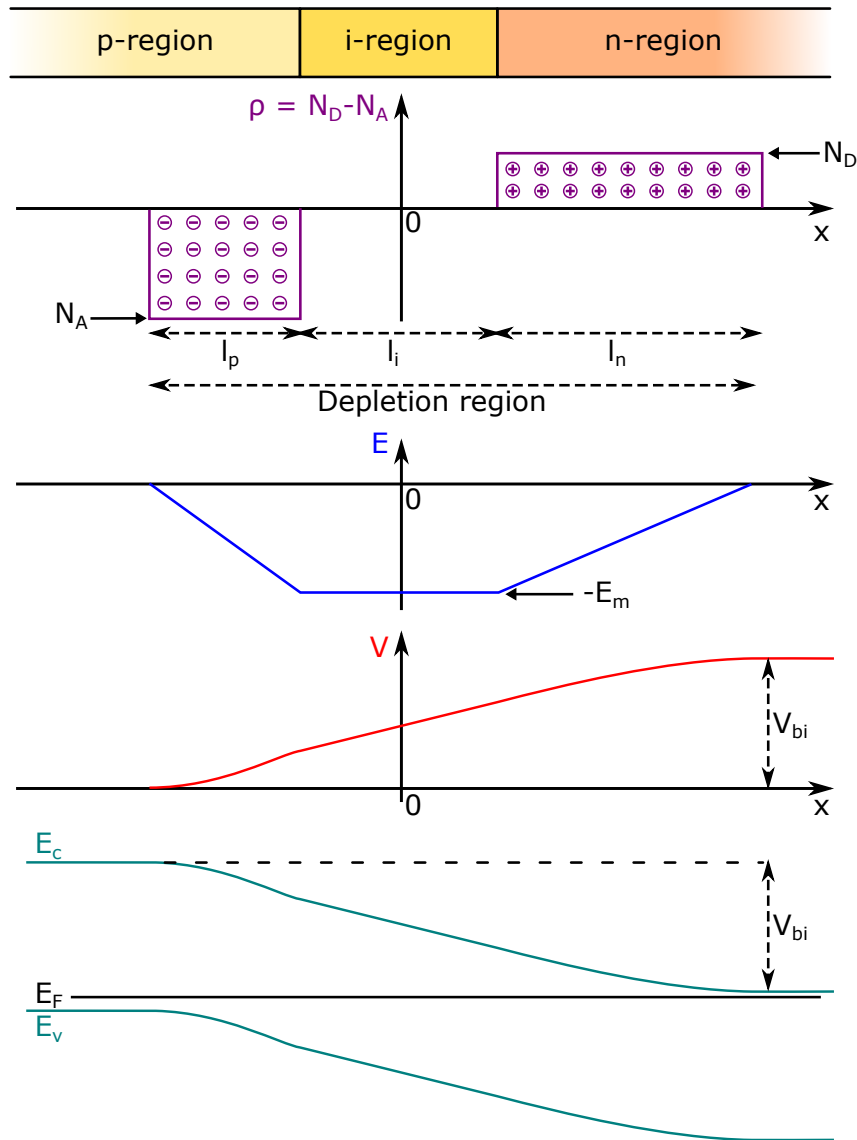 p-region i-region n-region
ρ = N_D-N_A
N_D
0
x
N_A
l_p l_i l_n
Depletion region
E
0
x
-E_m
V
V_bi
0
x
E_c
V_bi
E_F
E_v